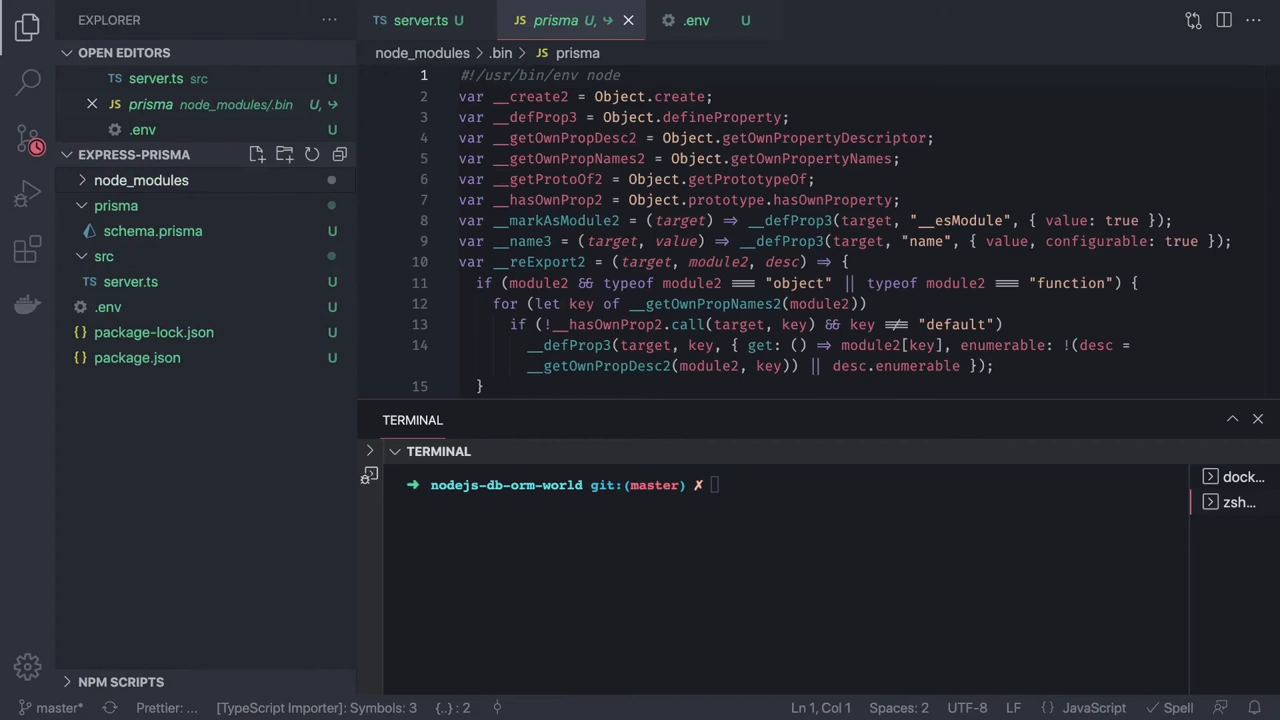 EXPLORER
server.ts U
prisma U,
.env U
OPEN EDITORS
TS server.ts src U
JS prisma node_modules/.bin U,
.env U
EXPRESS-PRISMA
node_modules
prisma
schema.prisma U
src
TS server.ts U
.env U
{} package-lock.json U
{} package.json U
NPM SCRIPTS
node_modules > .bin > JS prisma
1 #!/usr/bin/env node
2 var __create2 = Object.create;
3 var __defProp3 = Object.defineProperty;
4 var __getOwnPropDesc2 = Object.getOwnPropertyDescriptor;
5 var __getOwnPropNames2 = Object.getOwnPropertyNames;
6 var __getProtoOf2 = Object.getPrototypeOf;
7 var __hasOwnProp2 = Object.prototype.hasOwnProperty;
8 var __markAsModule2 = (target) => __defProp3(target, "__esModule", { value: true });
9 var __name3 = (target, value) => __defProp3(target, "name", { value, configurable: true });
10 var __reExport2 = (target, module2, desc) => {
11 if (module2 && typeof module2 === "object" || typeof module2 === "function") {
12 for (let key of __getOwnPropNames2(module2))
13 if (!__hasOwnProp2.call(target, key) && key !== "default")
14 __defProp3(target, key, { get: () => module2[key], enumerable: !(desc =
__getOwnPropDesc2(module2, key)) || desc.enumerable });
15 }
TERMINAL
TERMINAL
➜ nodejs-db-orm-world git:(master) ✗
dock...
zsh...
master* Prettier: ... [TypeScript Importer]: Symbols: 3 {..} : 2 Ln 1, Col 1 Spaces: 2 UTF-8 LF {} JavaScript ✓ Spell